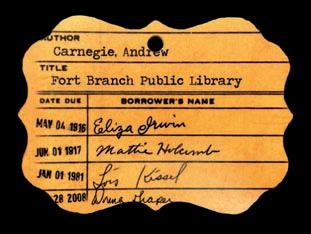 AUTHOR
Carnegie, Andrew
TITLE
Fort Branch Public Library
DATE DUE BORROWER'S NAME
MAY 04 1916 Eliza Irwin
JUN 01 1917 Mattie Holcomb
JAN 01 1981 Lois Kissel
28 2008